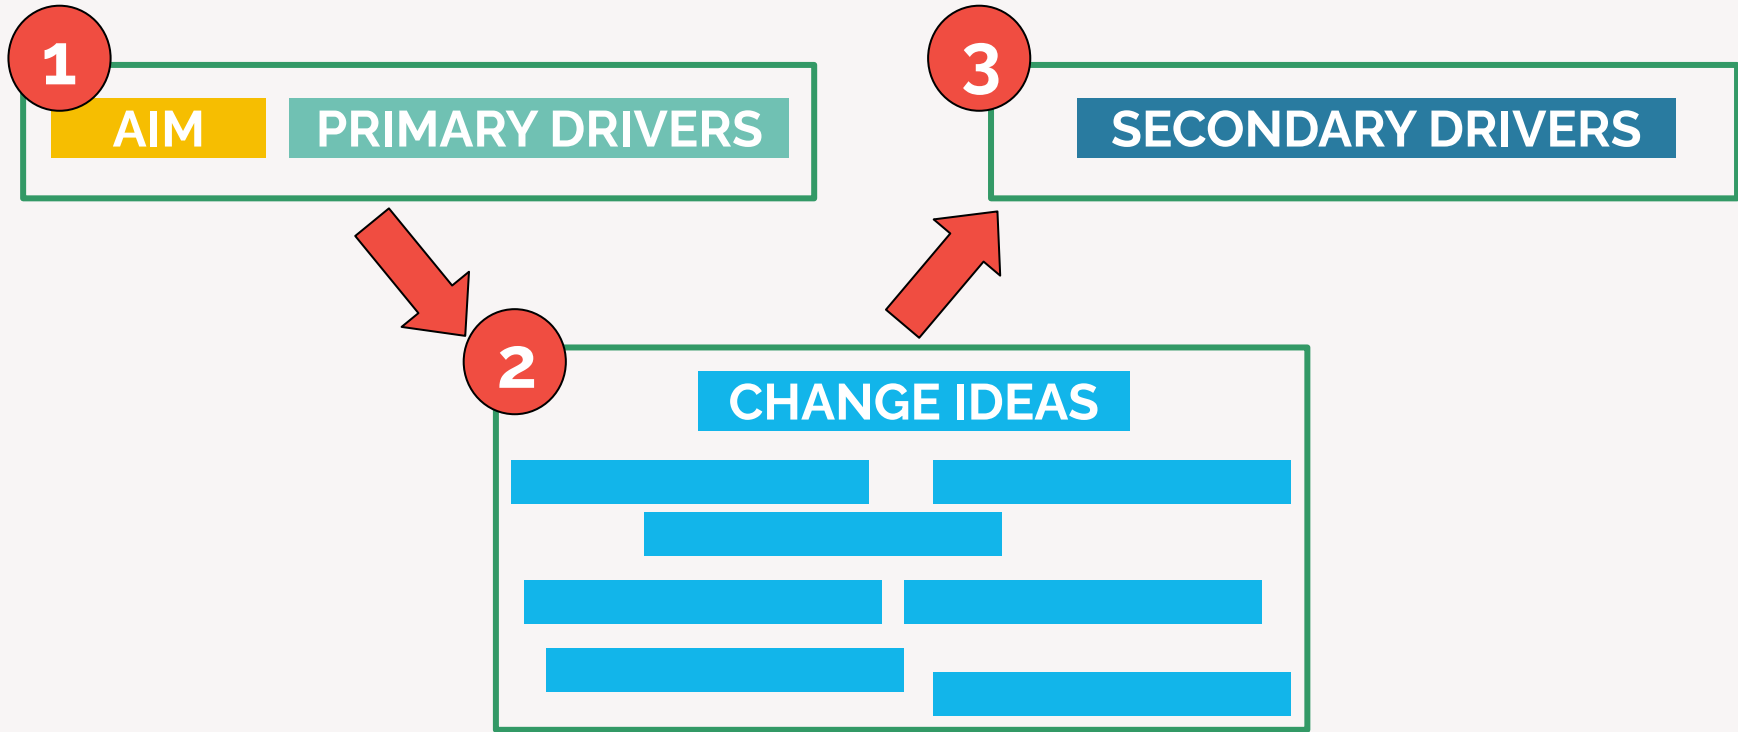 1
AIM
PRIMARY DRIVERS
3
SECONDARY DRIVERS
2
CHANGE IDEAS